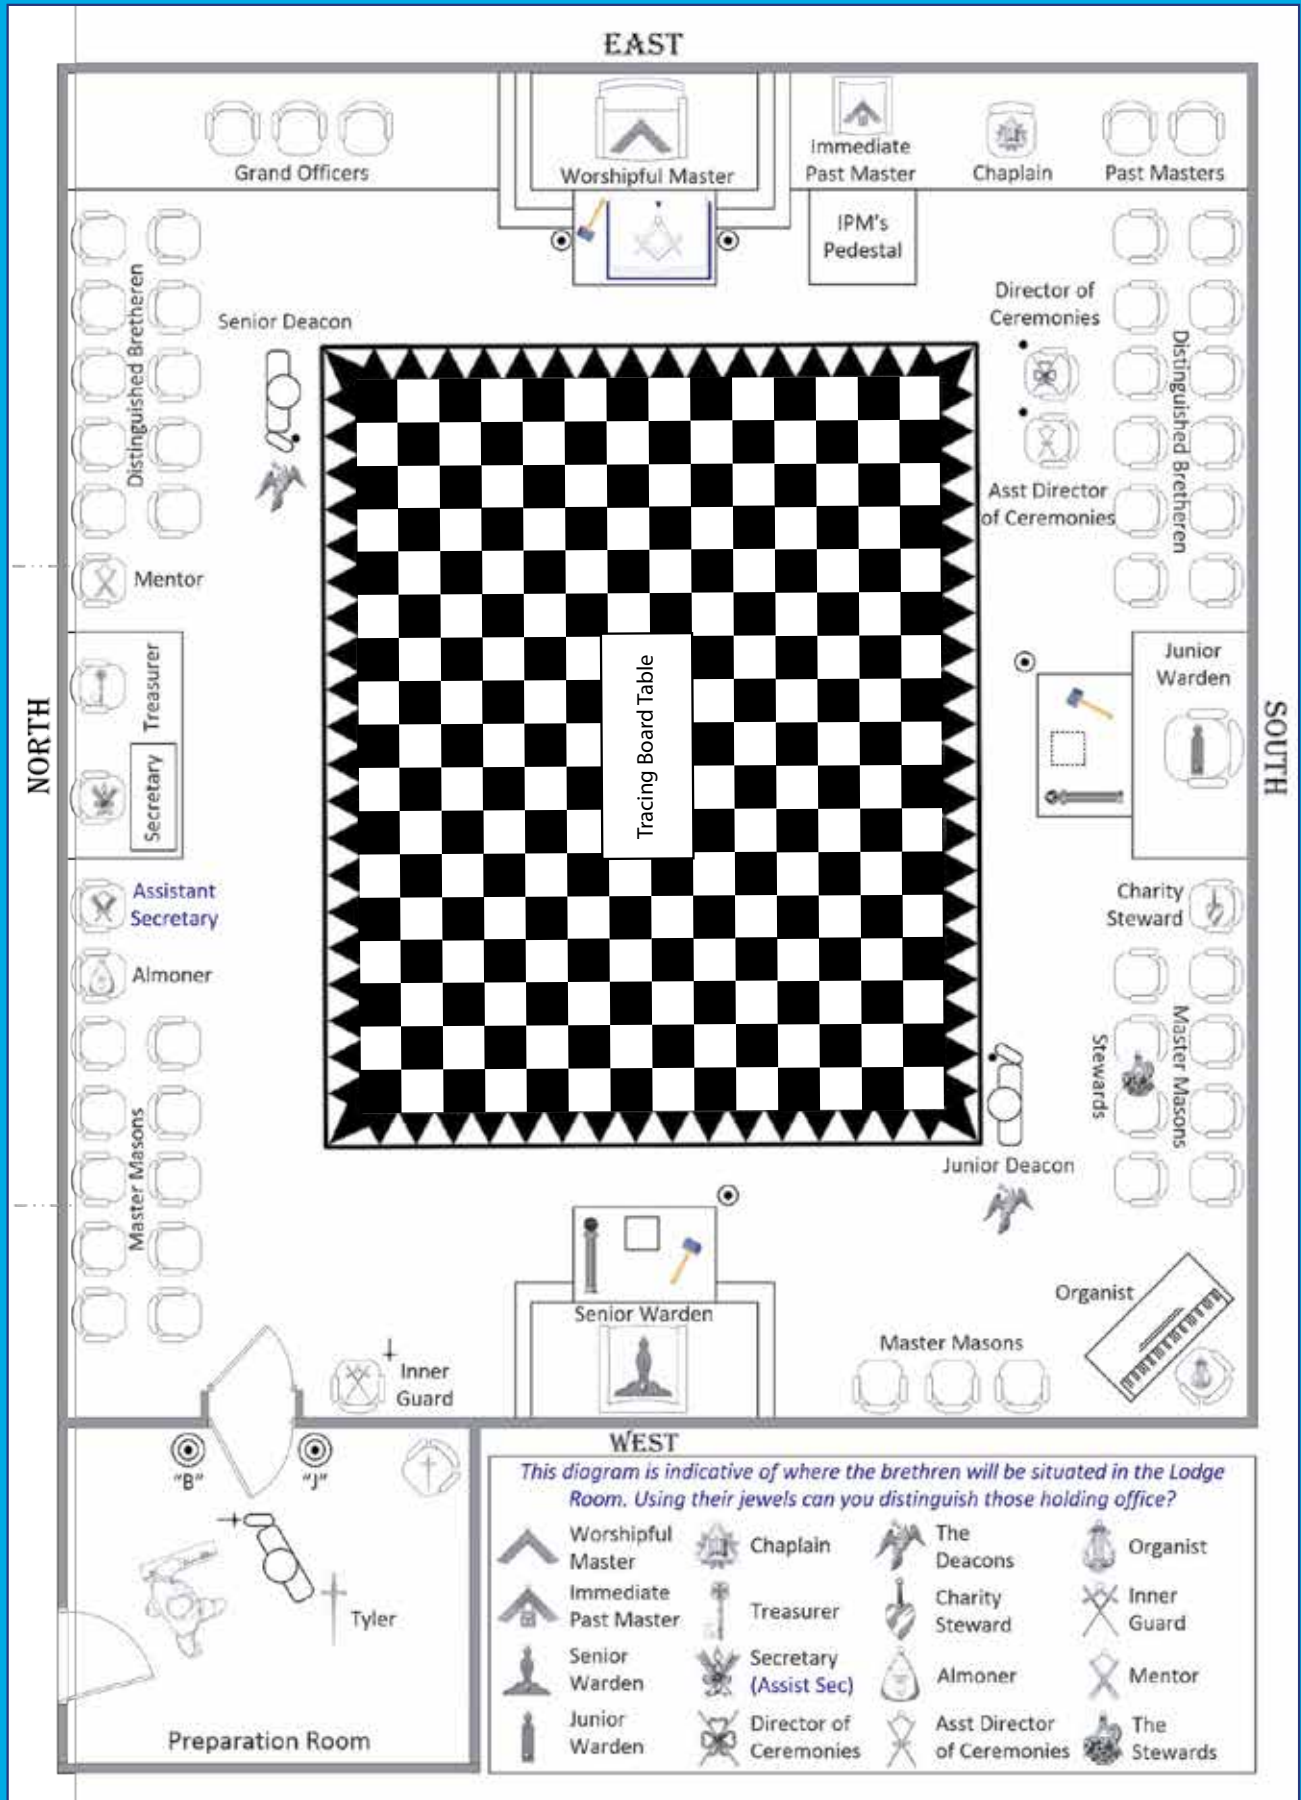 EAST
Grand Officers
Worshipful Master
Immediate
Past Master
Chaplain
Past Masters
IPM's
Pedestal
Distinguished Bretheren
Senior Deacon
Director of
Ceremonies
Distinguished Bretheren
Asst Director
of Ceremonies
Mentor
Treasurer
Secretary
NORTH
Tracing Board Table
Junior
Warden
SOUTH
Assistant
Secretary
Almoner
Charity
Steward
Master Masons
Stewards
Master Masons
Junior Deacon
Senior Warden
Organist
Master Masons
Inner
Guard
WEST
"B"
"J"
Tyler
Preparation Room
This diagram is indicative of where the brethren will be situated in the Lodge
Room. Using their jewels can you distinguish those holding office?
Worshipful
Master
Chaplain
The
Deacons
Organist
Immediate
Past Master
Treasurer
Charity
Steward
Inner
Guard
Senior
Warden
Secretary
(Assist Sec)
Almoner
Mentor
Junior
Warden
Director of
Ceremonies
Asst Director
of Ceremonies
The
Stewards